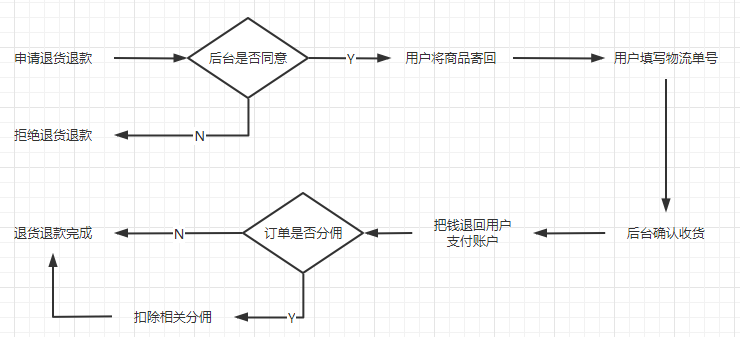 申请退货退款
后台是否同意
Y
用户将商品寄回
用户填写物流单号
拒绝退货退款
N
退货退款完成
N
订单是否分佣
把钱退回用户
支付账户
后台确认收货
扣除相关分佣
Y